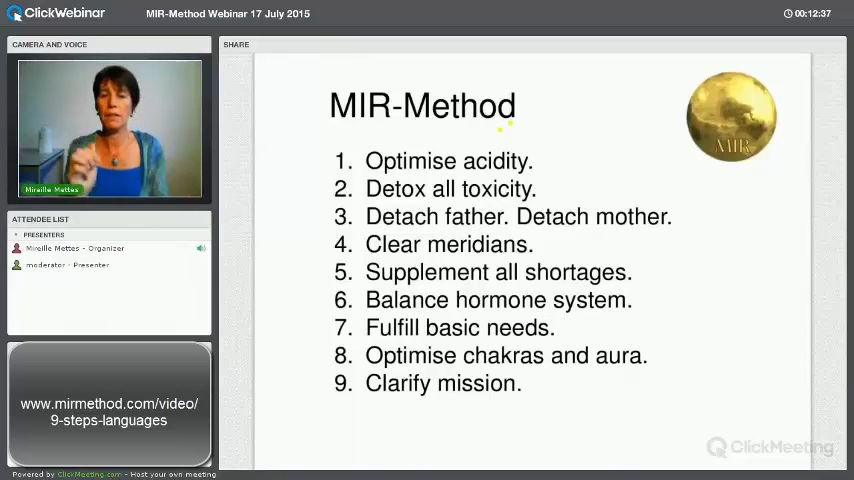 ClickWebinar
MIR-Method Webinar 17 July 2015
00:12:37
CAMERA AND VOICE
Mireille Mettes
ATTENDEE LIST
PRESENTERS
Mireille Mettes - Organizer
moderator - Presenter
www.mirmethod.com/video/
9-steps-languages
Powered by ClickMeeting.com - Host your own meeting
SHARE
MIR-Method
MIR
1. Optimise acidity.
2. Detox all toxicity.
3. Detach father. Detach mother.
4. Clear meridians.
5. Supplement all shortages.
6. Balance hormone system.
7. Fulfill basic needs.
8. Optimise chakras and aura.
9. Clarify mission.
ClickMeeting